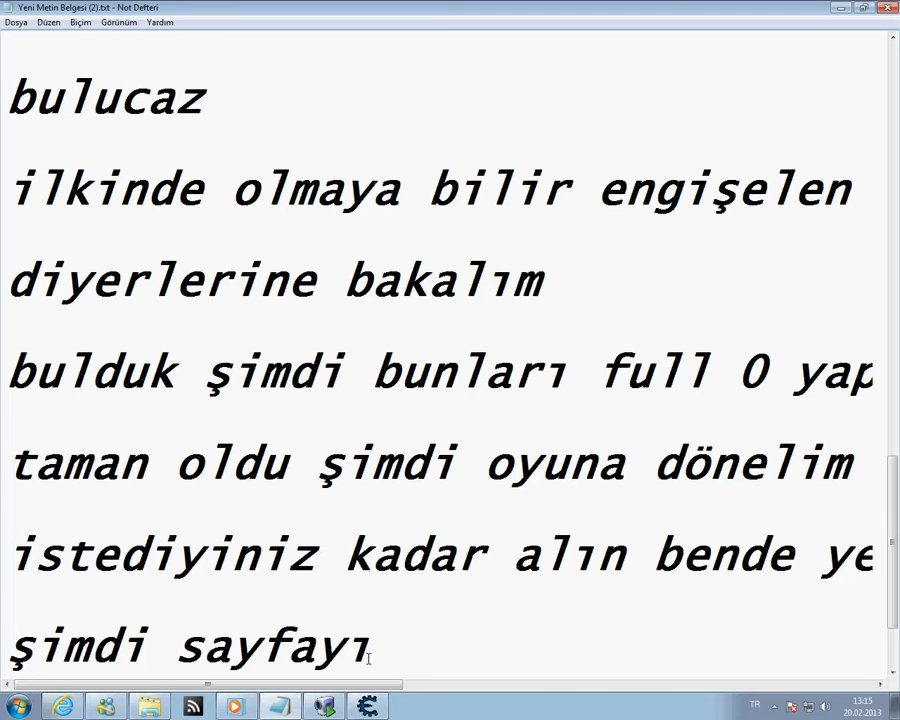 Yeni Metin Belgesi (2).txt - Not Defteri
Dosya Düzen Biçim Görünüm Yardım
bulucaz
ilkinde olmaya bilir engişelen
diyerlerine bakalım
bulduk şimdi bunları full 0 yap
taman oldu şimdi oyuna dönelim
istediyiniz kadar alın bende ye
şimdi sayfayı
TR
13:15
20.02.2013